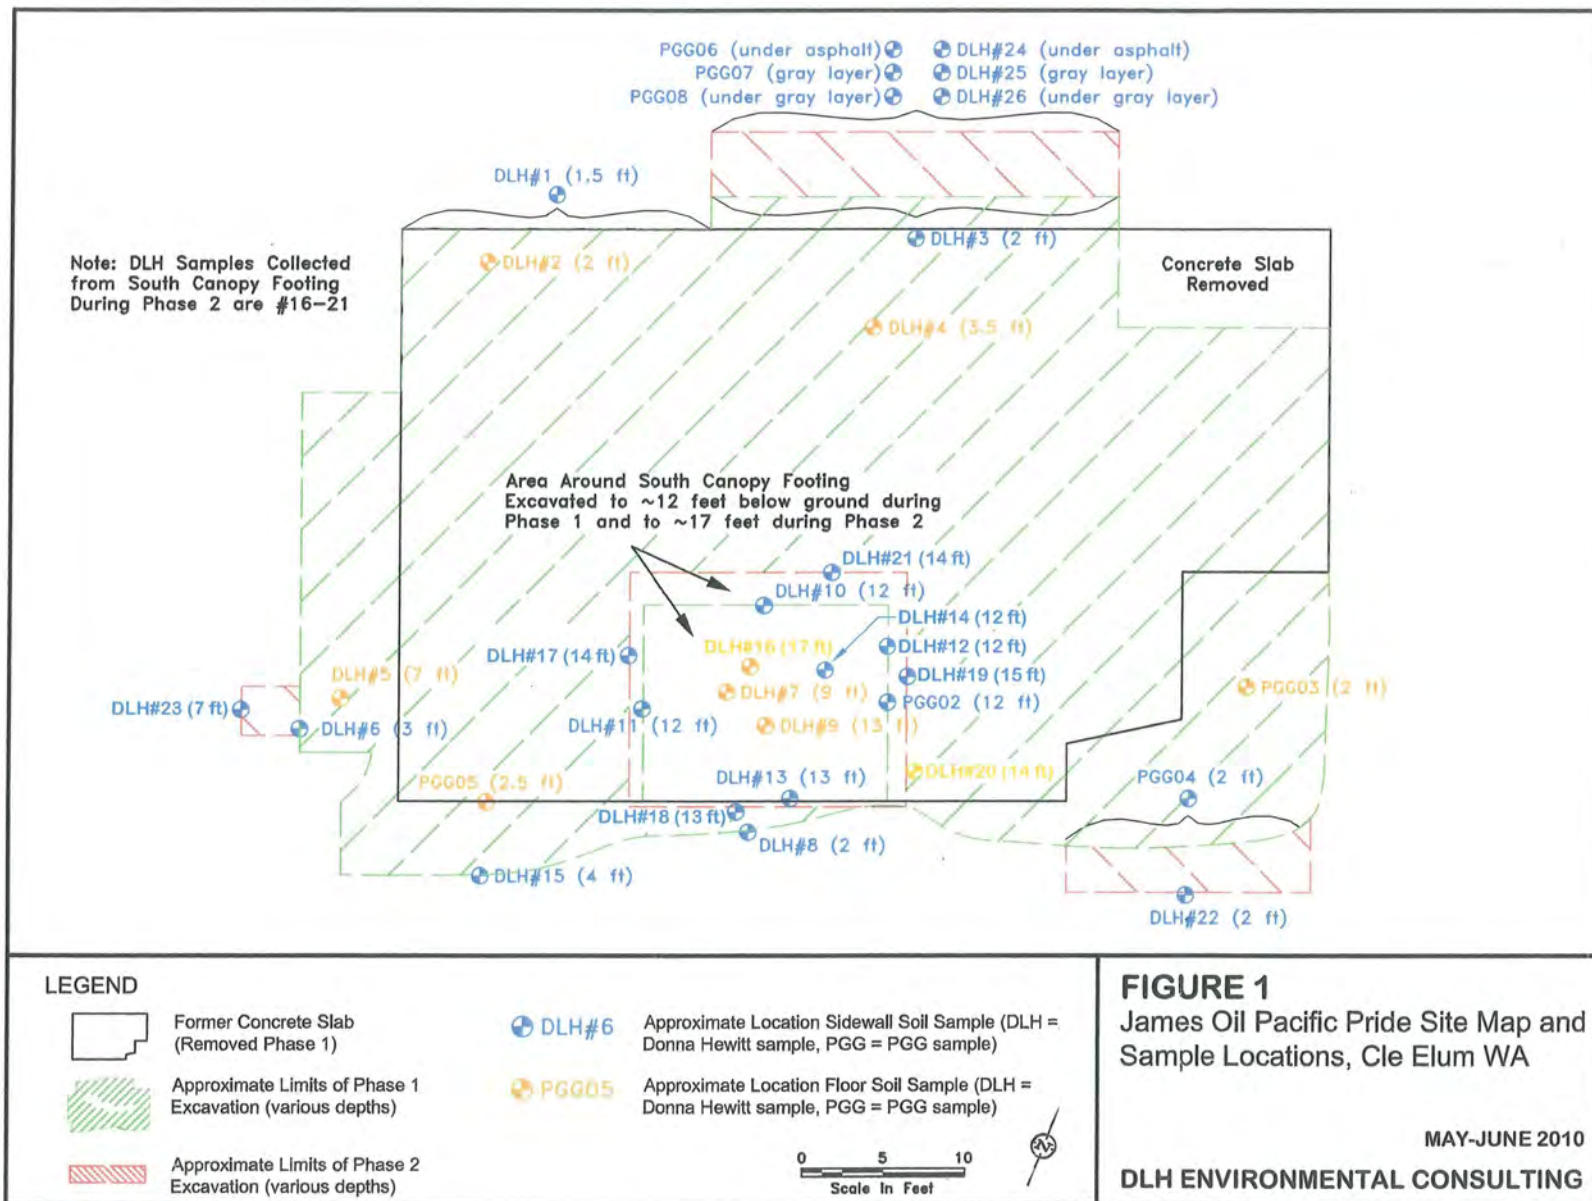 PGG06 (under asphalt)
DLH#24 (under asphalt)
PGG07 (gray layer)
DLH#25 (gray layer)
PGG08 (under gray layer)
DLH#26 (under gray layer)
DLH#1 (1.5 ft)
DLH#3 (2 ft)
Note: DLH Samples Collected
from South Canopy Footing
During Phase 2 are #16-21
DLH#2 (2 ft)
Concrete Slab
Removed
DLH#4 (3.5 ft)
Area Around South Canopy Footing
Excavated to ~12 feet below ground during
Phase 1 and to ~17 feet during Phase 2
DLH#21 (14 ft)
DLH#10 (12 ft)
DLH#14 (12 ft)
DLH#16 (17 ft)
DLH#12 (12 ft)
DLH#17 (14 ft)
DLH#19 (15 ft)
DLH#5 (7 ft)
DLH#7 (9 ft)
PGG03 (2 ft)
PGG02 (12 ft)
DLH#23 (7 ft)
DLH#6 (3 ft)
DLH#11 (12 ft)
DLH#9 (13 ft)
DLH#20 (14 ft)
PGG05 (2.5 ft)
DLH#13 (13 ft)
PGG04 (2 ft)
DLH#18 (13 ft)
DLH#8 (2 ft)
DLH#15 (4 ft)
DLH#22 (2 ft)
LEGEND
Former Concrete Slab
(Removed Phase 1)
Approximate Limits of Phase 1
Excavation (various depths)
Approximate Limits of Phase 2
Excavation (various depths)
DLH#6
Approximate Location Sidewall Soil Sample (DLH =
Donna Hewitt sample, PGG = PGG sample)
PGG05
Approximate Location Floor Soil Sample (DLH =
Donna Hewitt sample, PGG = PGG sample)
0 5 10
Scale In Feet
N
FIGURE 1
James Oil Pacific Pride Site Map and
Sample Locations, Cle Elum WA
MAY-JUNE 2010
DLH ENVIRONMENTAL CONSULTING